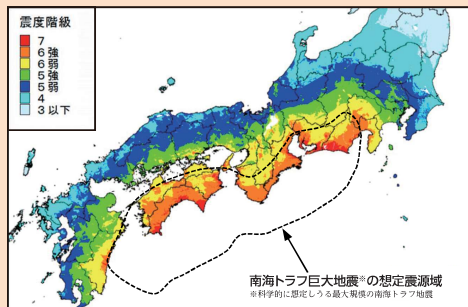 震度階級
7
6強
6弱
5強
5弱
4
3以下
南海トラフ巨大地震※の想定震源域
※科学的に想定しうる最大規模の南海トラフ地震